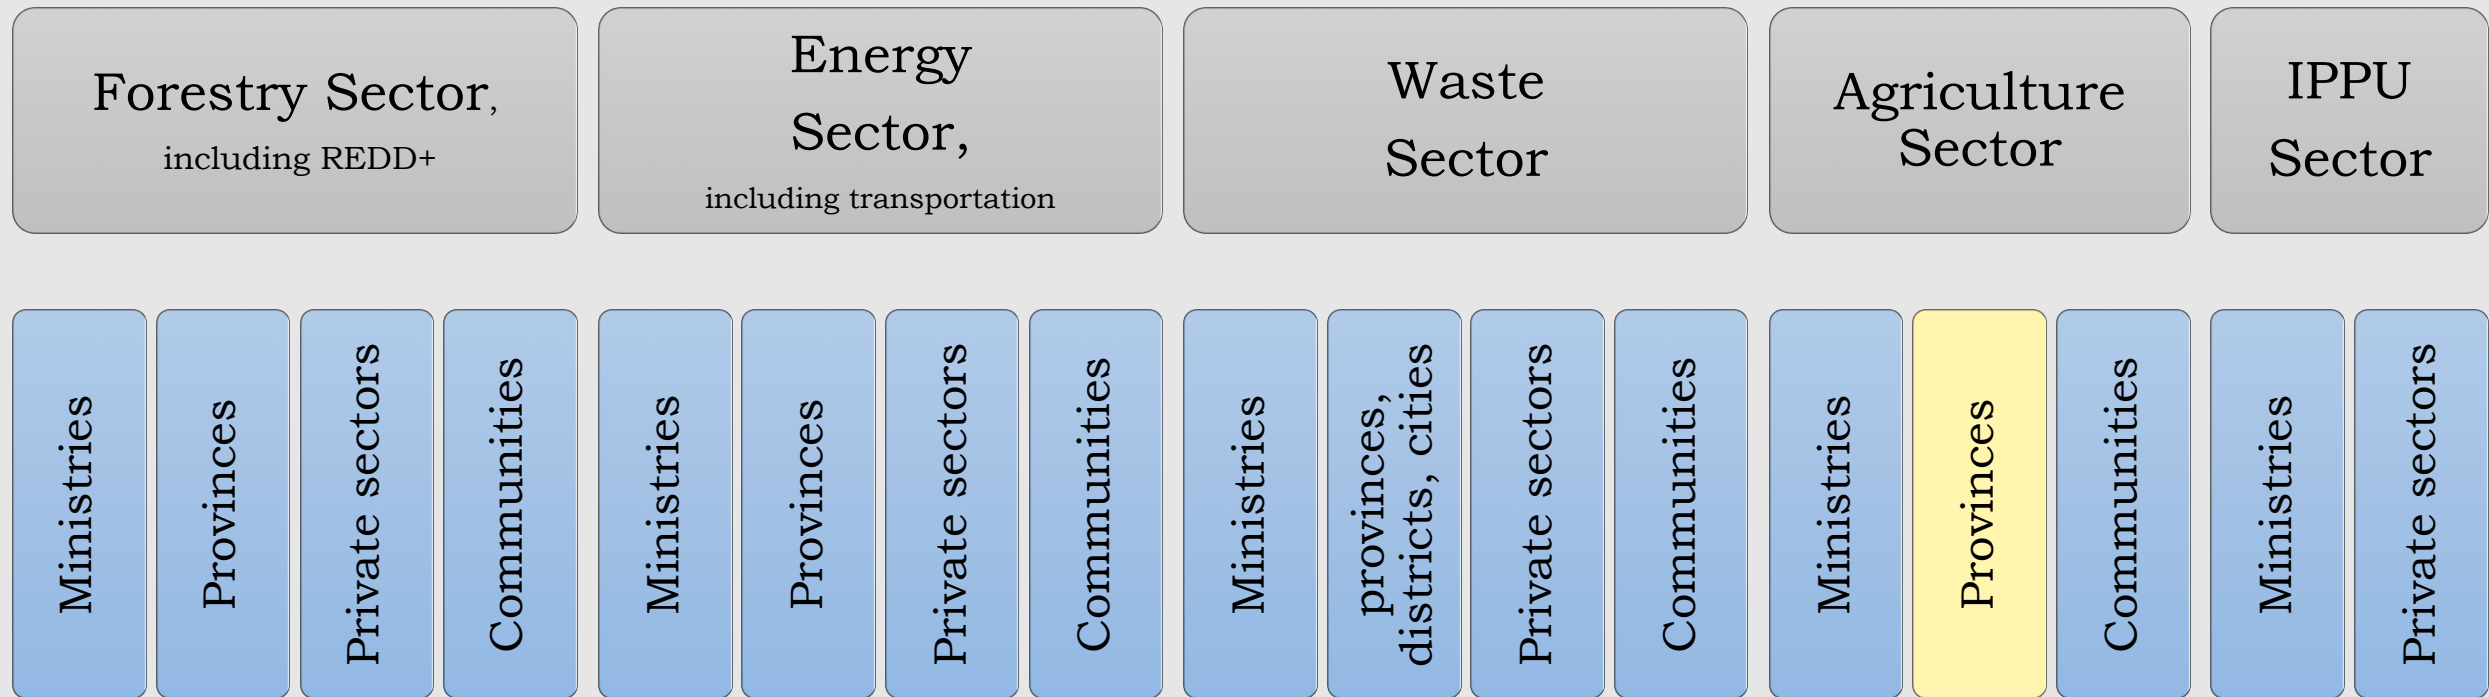 Forestry Sector,
including REDD+
Energy
Sector,
including transportation
Waste
Sector
Agriculture
Sector
IPPU
Sector
Ministries
Provinces
Private sectors
Communities
Ministries
Provinces
Private sectors
Communities
Ministries
provinces,
districts, cities
Private sectors
Communities
Ministries
Provinces
Communities
Ministries
Private sectors